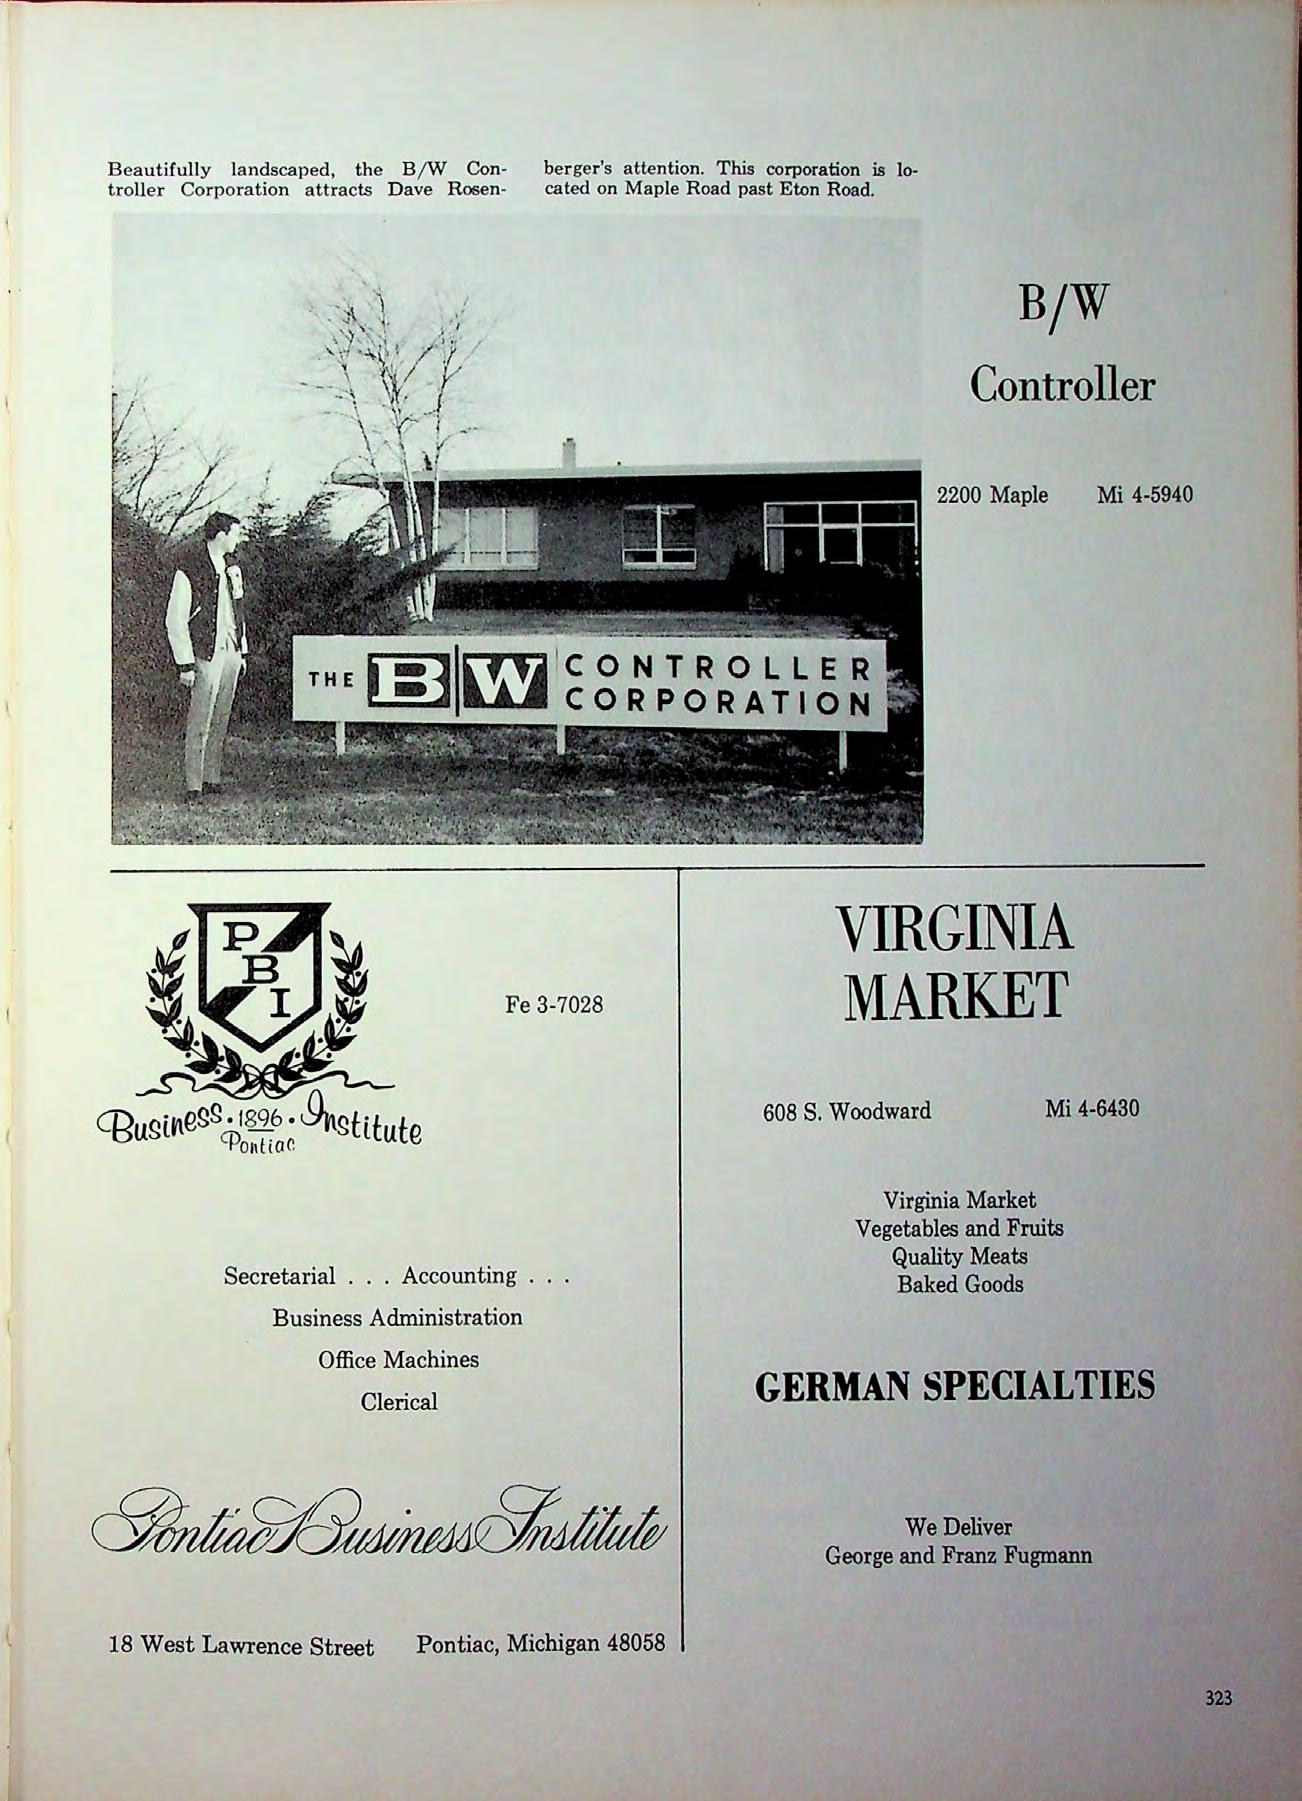 Beautifully landscaped, the B/W Con-
troller Corporation attracts Dave Rosen-
berger's attention. This corporation is lo-
cated on Maple Road past Eton Road.
B/W
Controller
2200 Maple Mi 4-5940
THE B|W CONTROLLER
CORPORATION
P
B
I
Fe 3-7028
Business · 1896 · Institute
Pontiac
Secretarial . . . Accounting . . .
Business Administration
Office Machines
Clerical
Pontiac Business Institute
18 West Lawrence Street Pontiac, Michigan 48058
VIRGINIA
MARKET
608 S. Woodward Mi 4-6430
Virginia Market
Vegetables and Fruits
Quality Meats
Baked Goods
GERMAN SPECIALTIES
We Deliver
George and Franz Fugmann
323